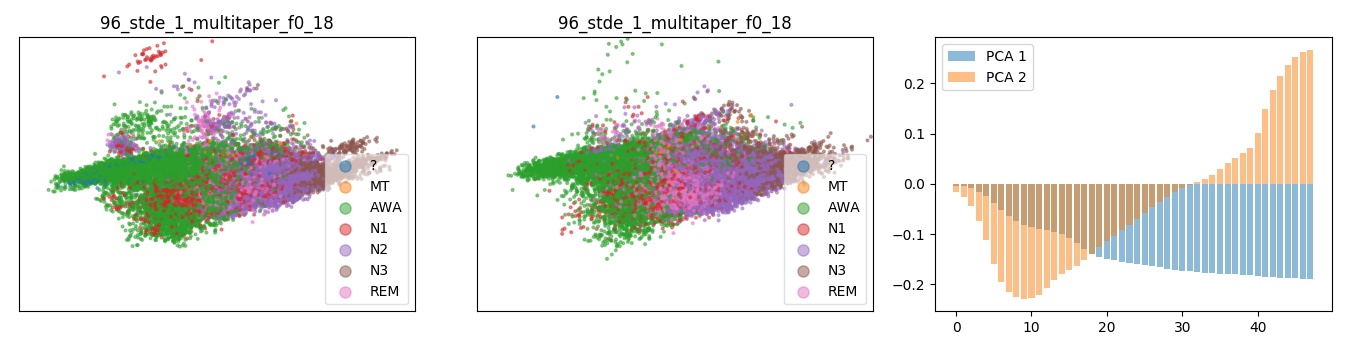 96_stde_1_multitaper_f0_18
?
MT
AWA
N1
N2
N3
REM
96_stde_1_multitaper_f0_18
?
MT
AWA
N1
N2
N3
REM
PCA 1
PCA 2
0.2
0.1
0.0
−0.1
−0.2
0 10 20 30 40